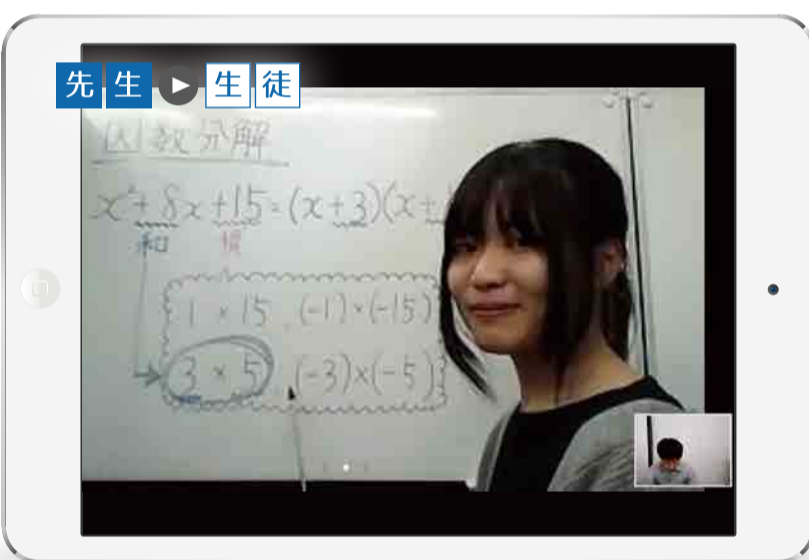 先生▶生徒
因数分解
x²+8x+15=(x+3)(x+
和 積
1×15, (-1)×(-15)
3×5, (-3)×(-5)